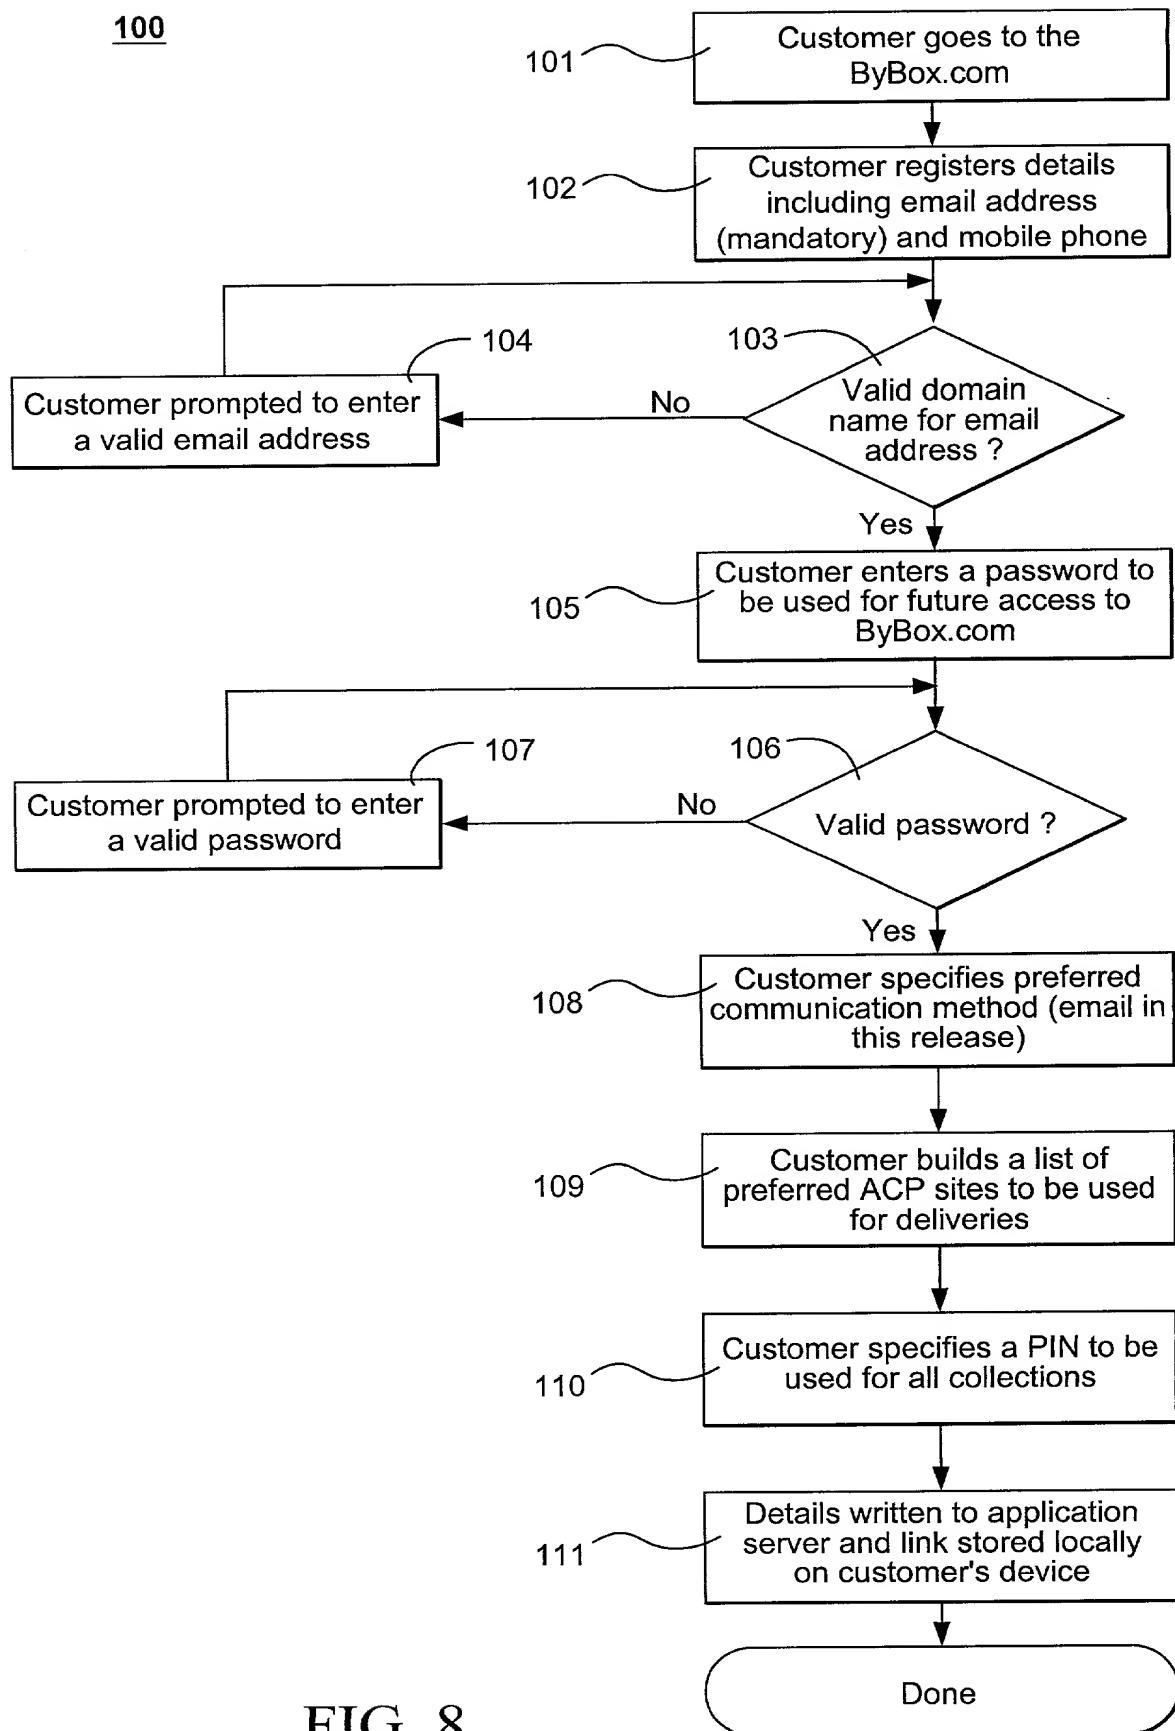 100
101
Customer goes to the
ByBox.com
102
Customer registers details
including email address
(mandatory) and mobile phone
103
Valid domain
name for email
address ?
No
104
Customer prompted to enter
a valid email address
Yes
105
Customer enters a password to
be used for future access to
ByBox.com
106
Valid password ?
No
107
Customer prompted to enter
a valid password
Yes
108
Customer specifies preferred
communication method (email in
this release)
109
Customer builds a list of
preferred ACP sites to be used
for deliveries
110
Customer specifies a PIN to be
used for all collections
111
Details written to application
server and link stored locally
on customer's device
Done
FIG. 8